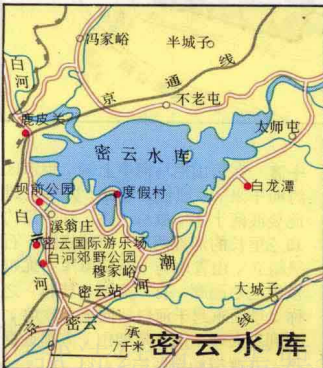 冯家峪
半城子
白河
京通线
鹿皮关
不老屯
太师屯
密云水库
白龙潭
坝前公园
度假村
白河
溪翁庄
密云国际游乐场
白河郊野公园
穆家峪
潮河
密云站
大城子
密云
京承线
0 7千米
密云水库